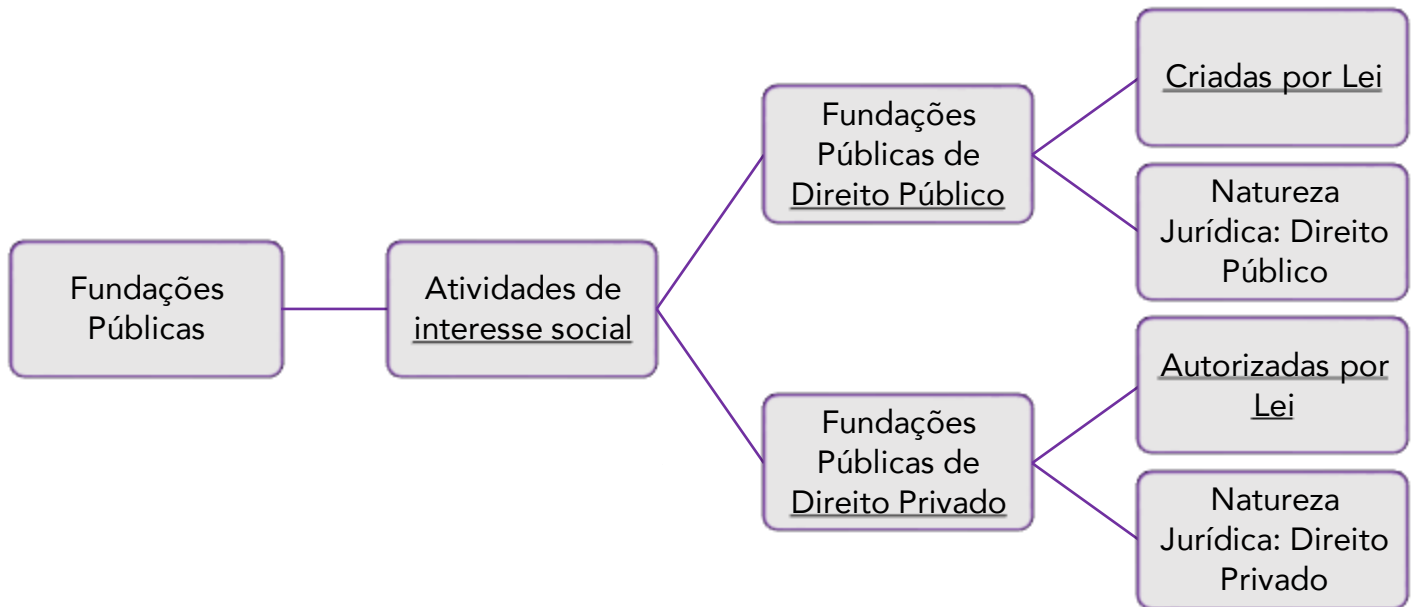 Fundações
Públicas
Atividades de
interesse social
Fundações
Públicas de
Direito Público
Criadas por Lei
Natureza
Jurídica: Direito
Público
Fundações
Públicas de
Direito Privado
Autorizadas por
Lei
Natureza
Jurídica: Direito
Privado